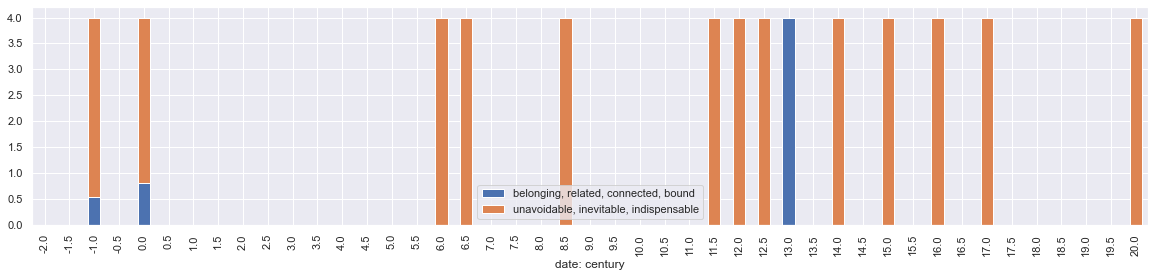 4.0
3.5
3.0
2.5
2.0
1.5
1.0
0.5
0.0
belonging, related, connected, bound
unavoidable, inevitable, indispensable
-2.0 -1.5 -1.0 -0.5 0.0 0.5 1.0 1.5 2.0 2.5 3.0 3.5 4.0 4.5 5.0 5.5 6.0 6.5 7.0 7.5 8.0 8.5 9.0 9.5 10.0 10.5 11.0 11.5 12.0 12.5 13.0 13.5 14.0 14.5 15.0 15.5 16.0 16.5 17.0 17.5 18.0 18.5 19.0 19.5 20.0
date: century